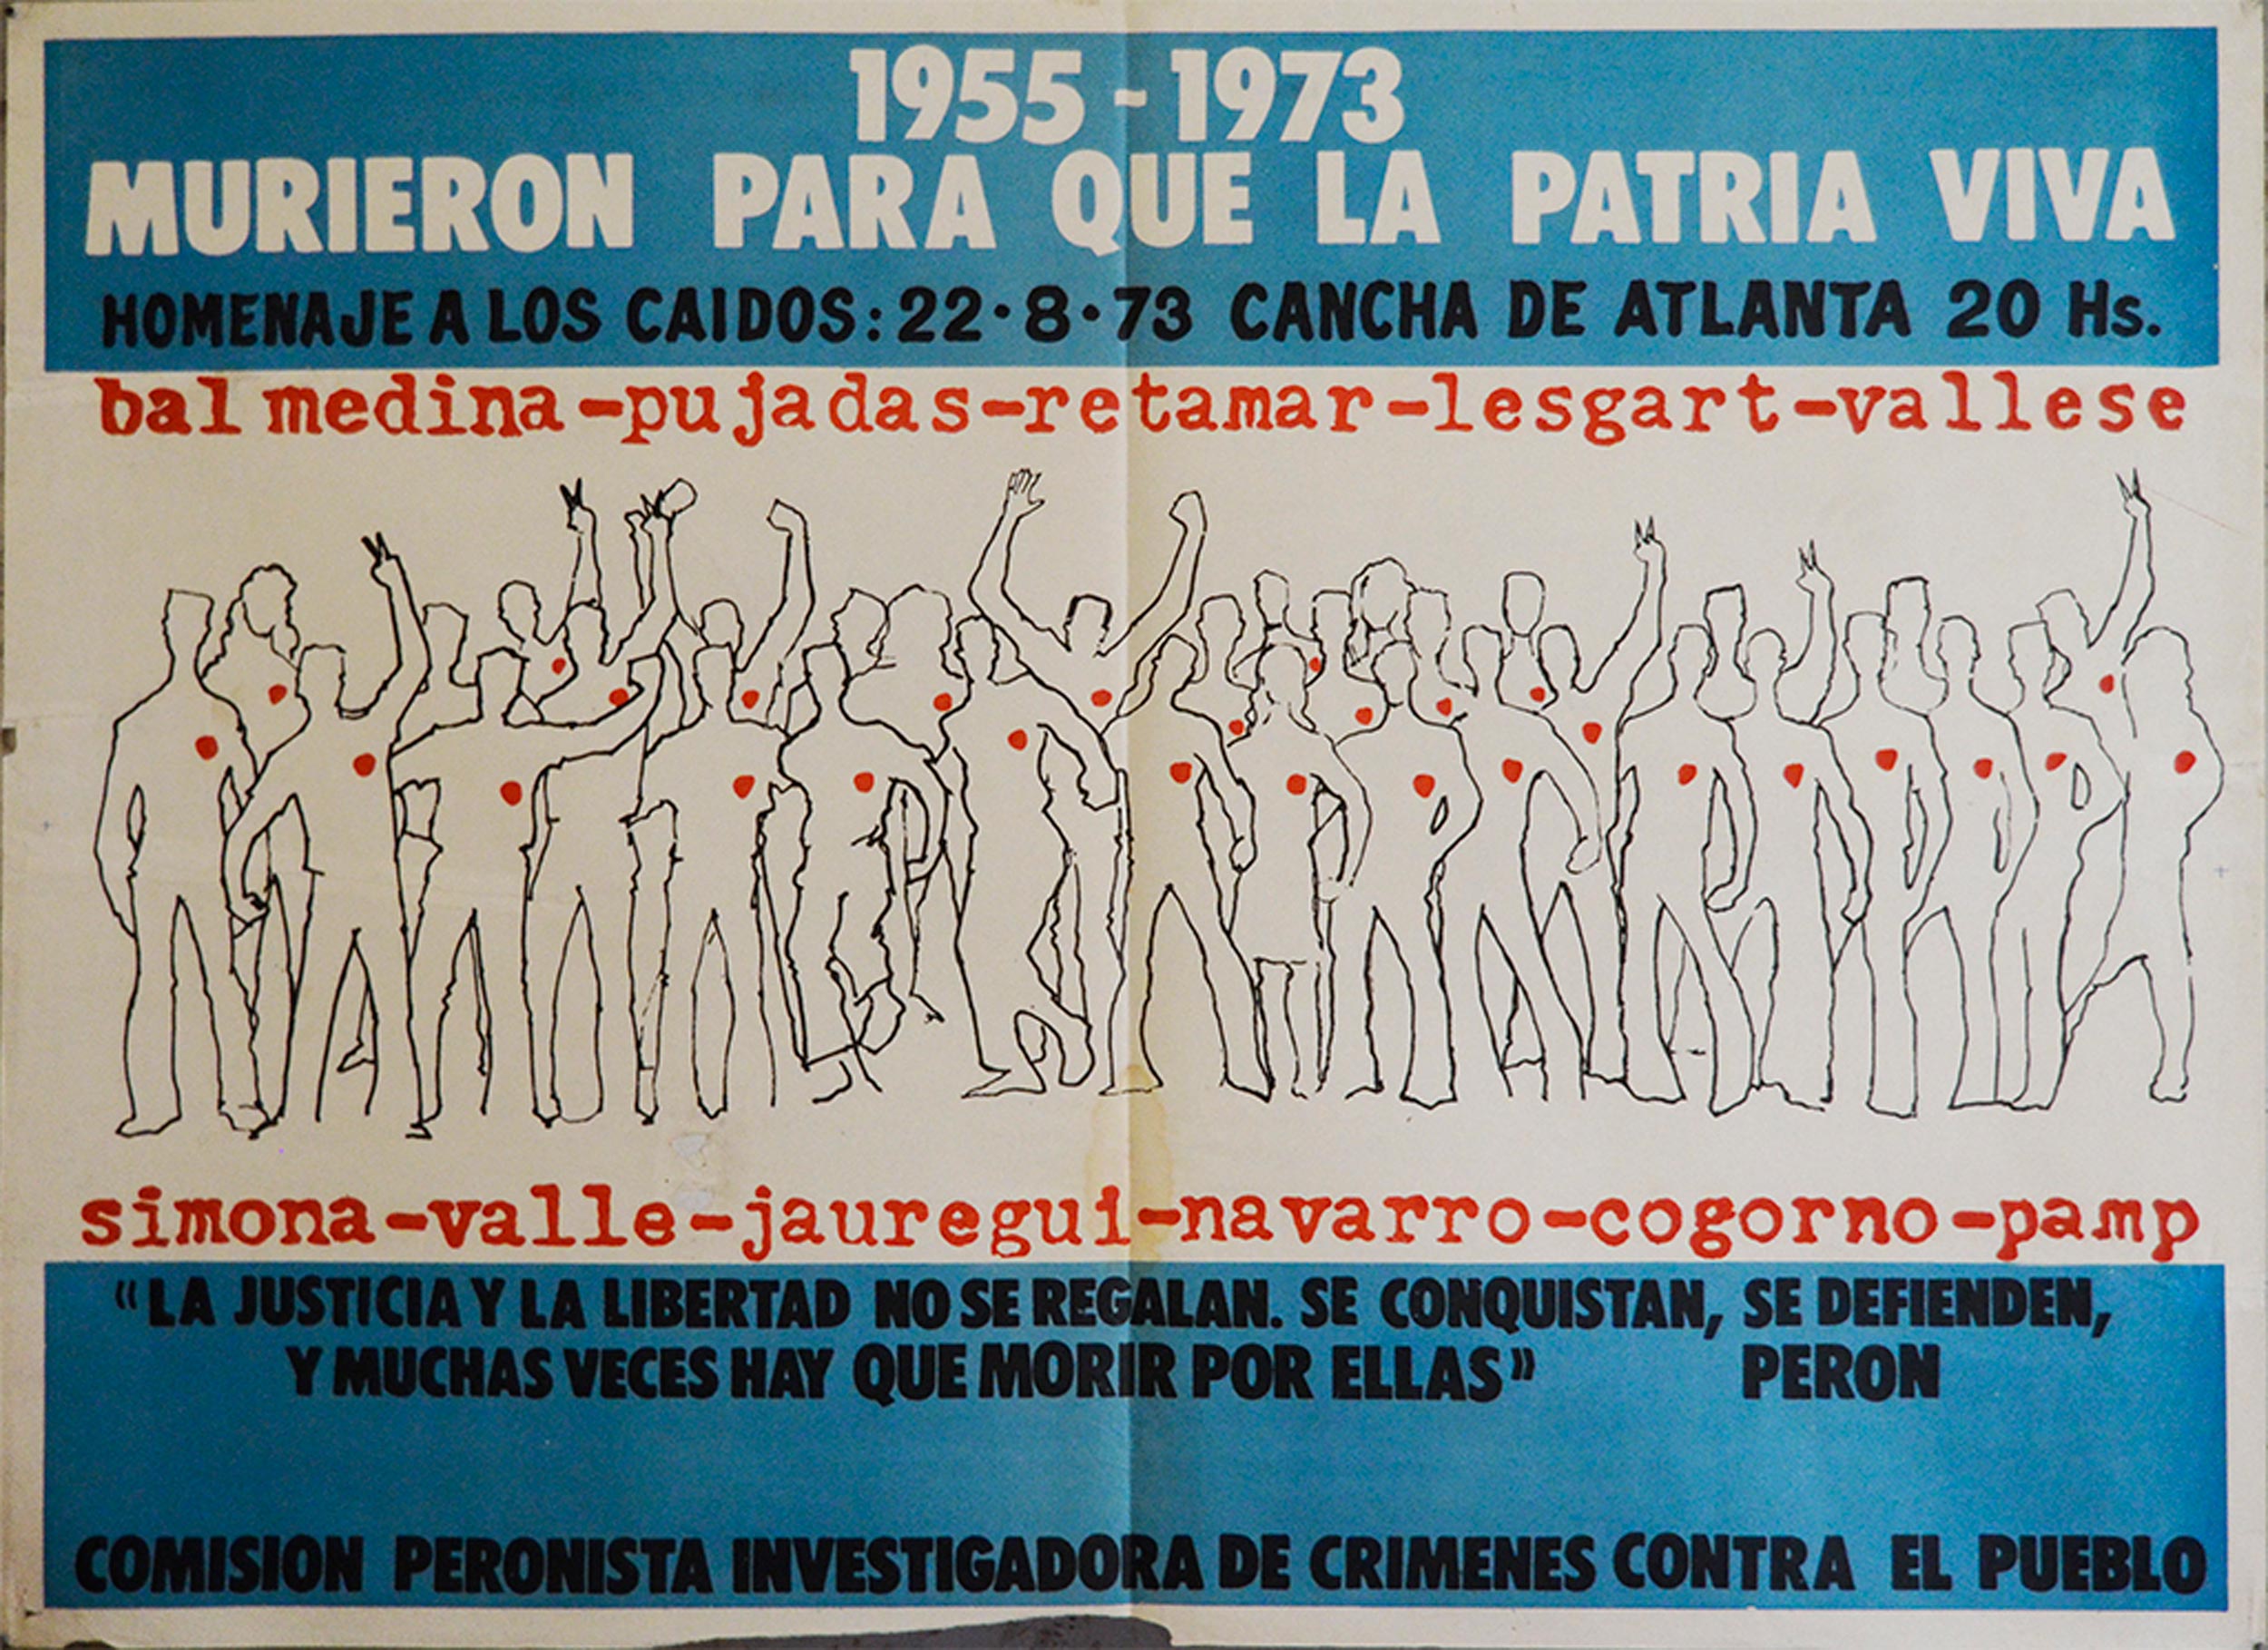 1955-1973
MURIERON PARA QUE LA PATRIA VIVA
HOMENAJE A LOS CAIDOS: 22·8·73 CANCHA DE ATLANTA 20 Hs.
balmedina-pujadas-retamar-lesgart-vallese
simona-valle-jauregui-navarro-cogorno-pamp
"LA JUSTICIA Y LA LIBERTAD NO SE REGALAN. SE CONQUISTAN, SE DEFIENDEN,
Y MUCHAS VECES HAY QUE MORIR POR ELLAS" PERON
COMISION PERONISTA INVESTIGADORA DE CRIMENES CONTRA EL PUEBLO